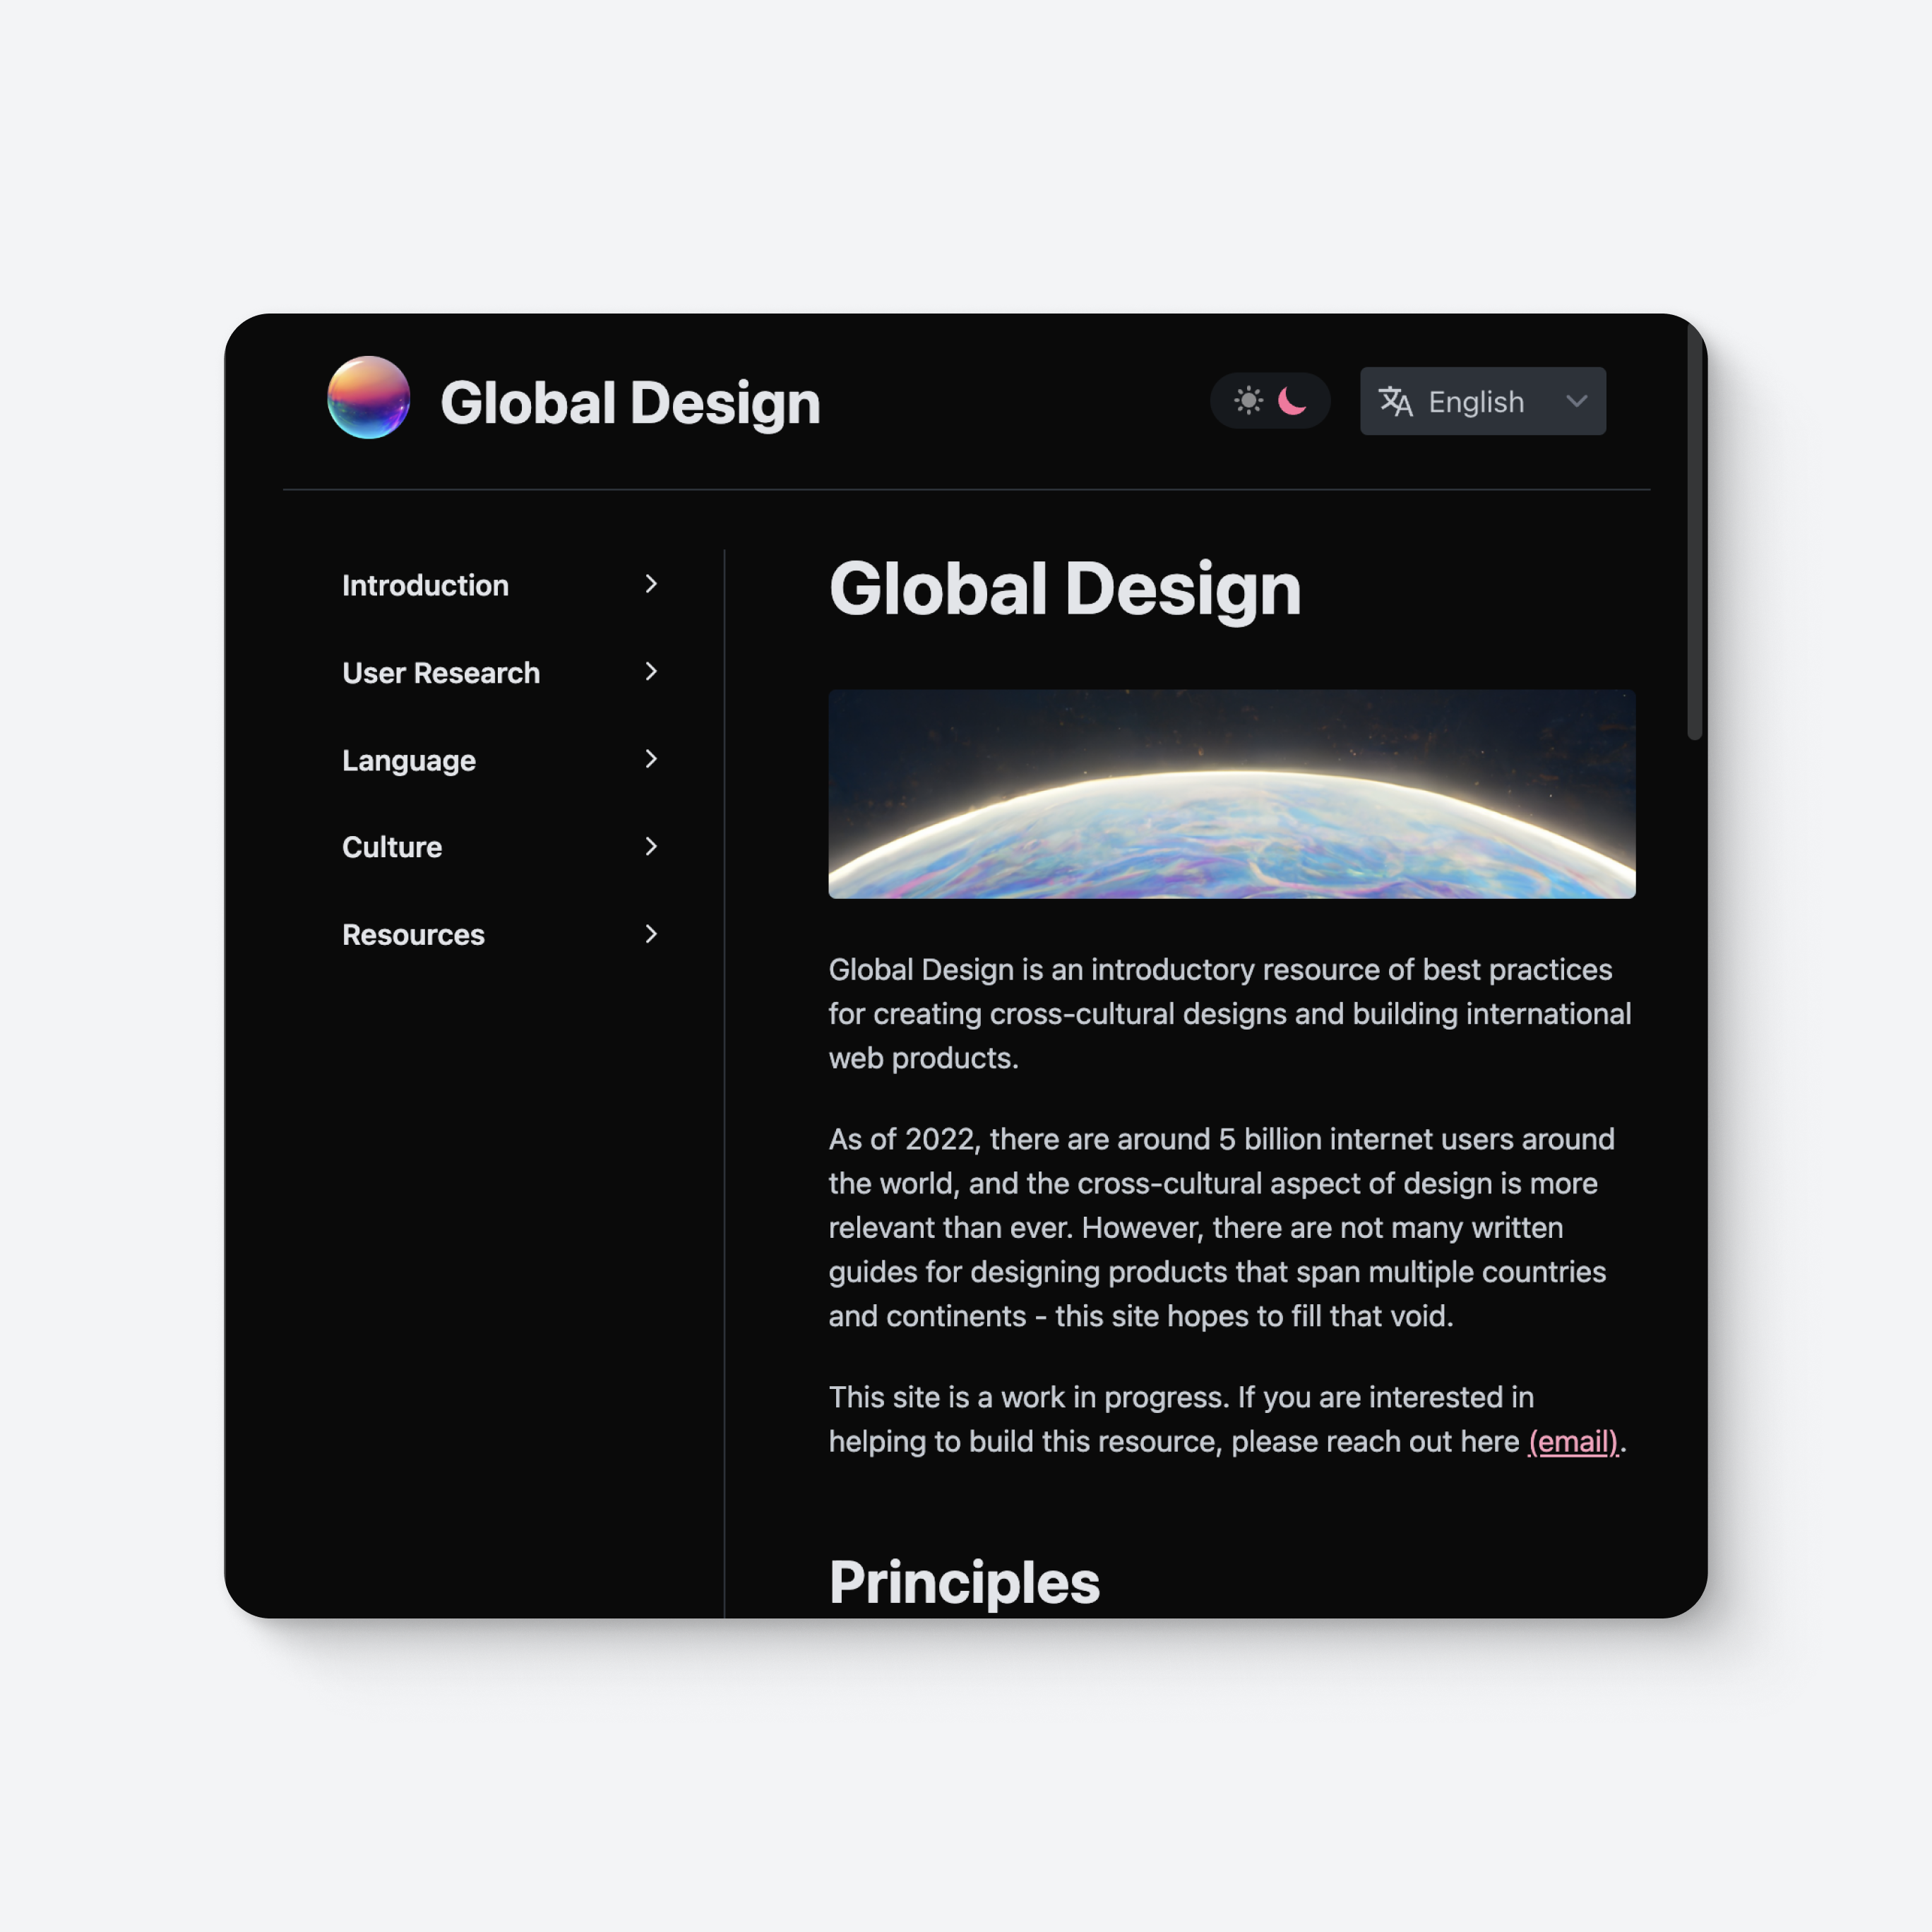 Global Design
English
Introduction
User Research
Language
Culture
Resources
Global Design
Global Design is an introductory resource of best practices
for creating cross-cultural designs and building international
web products.
As of 2022, there are around 5 billion internet users around
the world, and the cross-cultural aspect of design is more
relevant than ever. However, there are not many written
guides for designing products that span multiple countries
and continents - this site hopes to fill that void.
This site is a work in progress. If you are interested in
helping to build this resource, please reach out here (email).
Principles